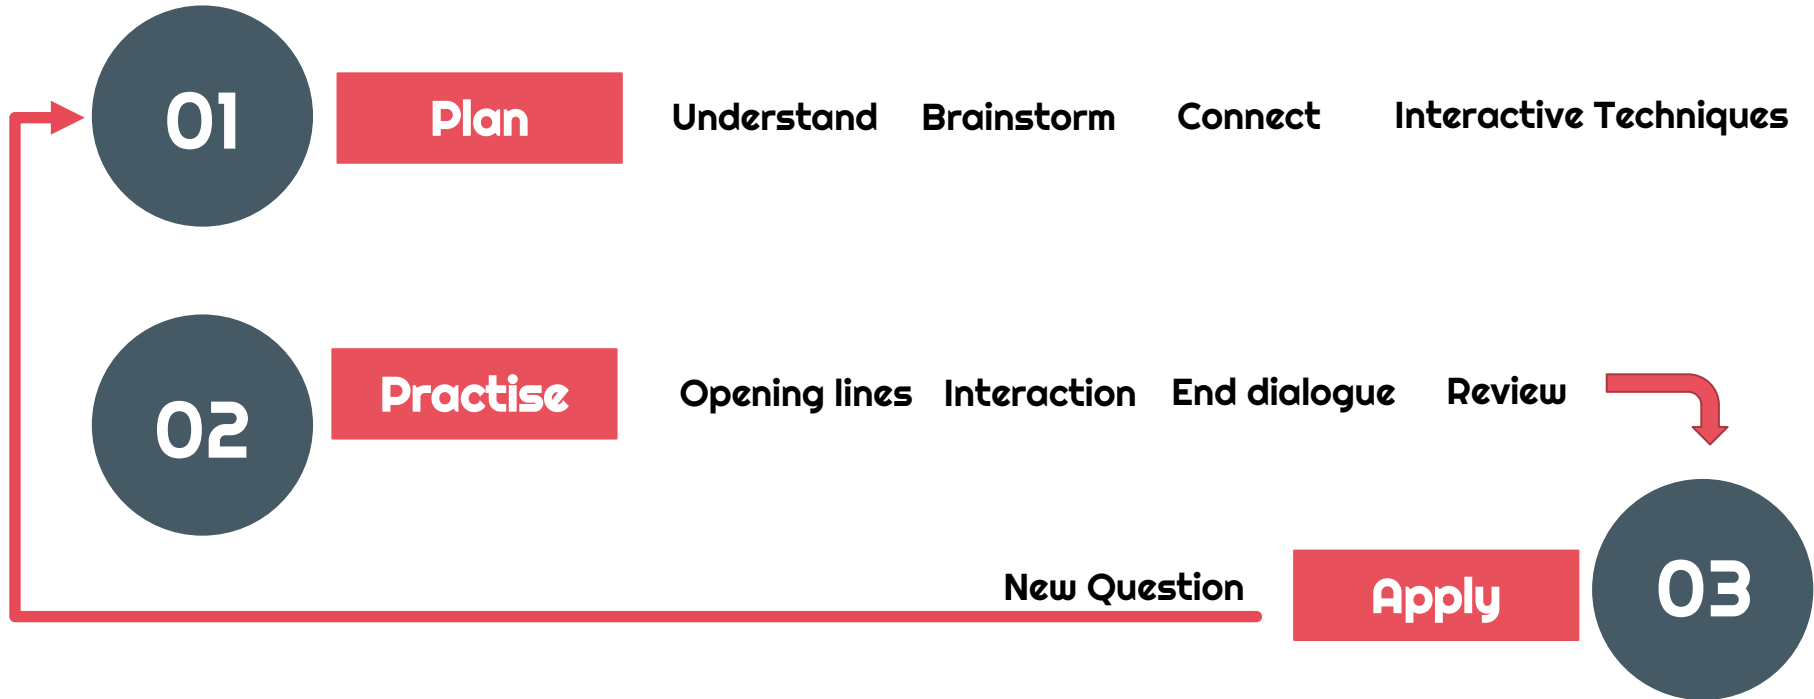 01 Plan Understand Brainstorm Connect Interactive Techniques
02 Practise Opening lines Interaction End dialogue Review
New Question Apply 03